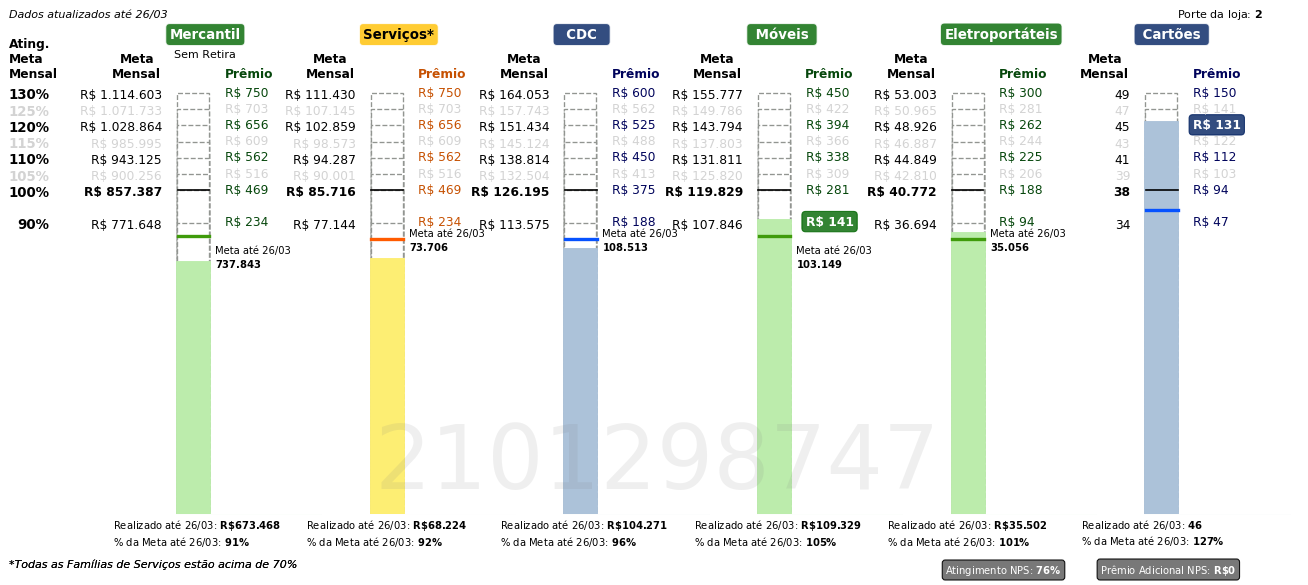 Dados atualizados até 26/03 Porte da loja: 2
Mercantil Serviços* CDC Móveis Eletroportáteis Cartões
Sem Retira
Ating. Meta Mensal Meta Mensal Prêmio Meta Mensal Prêmio Meta Mensal Prêmio Meta Mensal Prêmio Meta Mensal Prêmio Meta Mensal Prêmio
130% R$ 1.114.603 R$ 750 R$ 111.430 R$ 750 R$ 164.053 R$ 600 R$ 155.777 R$ 450 R$ 53.003 R$ 300 49 R$ 150
125% R$ 1.071.733 R$ 703 R$ 107.145 R$ 703 R$ 157.743 R$ 562 R$ 149.786 R$ 422 R$ 50.965 R$ 281 47 R$ 141
120% R$ 1.028.864 R$ 656 R$ 102.859 R$ 656 R$ 151.434 R$ 525 R$ 143.794 R$ 394 R$ 48.926 R$ 262 45 R$ 131
115% R$ 985.995 R$ 609 R$ 98.573 R$ 609 R$ 145.124 R$ 488 R$ 137.803 R$ 366 R$ 46.887 R$ 244 43 R$ 122
110% R$ 943.125 R$ 562 R$ 94.287 R$ 562 R$ 138.814 R$ 450 R$ 131.811 R$ 338 R$ 44.849 R$ 225 41 R$ 112
105% R$ 900.256 R$ 516 R$ 90.001 R$ 516 R$ 132.504 R$ 413 R$ 125.820 R$ 309 R$ 42.810 R$ 206 39 R$ 103
100% R$ 857.387 R$ 469 R$ 85.716 R$ 469 R$ 126.195 R$ 375 R$ 119.829 R$ 281 R$ 40.772 R$ 188 38 R$ 94
90% R$ 771.648 R$ 234 R$ 77.144 R$ 234 R$ 113.575 R$ 188 R$ 107.846 R$ 141 R$ 36.694 R$ 94 34 R$ 47
Meta até 26/03 Meta até 26/03 Meta até 26/03
73.706 108.513 35.056
Meta até 26/03 Meta até 26/03
737.843 103.149
2101298747
Realizado até 26/03: R$673.468 Realizado até 26/03: R$68.224 Realizado até 26/03: R$104.271 Realizado até 26/03: R$109.329 Realizado até 26/03: R$35.502 Realizado até 26/03: 46
% da Meta até 26/03: 91% % da Meta até 26/03: 92% % da Meta até 26/03: 96% % da Meta até 26/03: 105% % da Meta até 26/03: 101% % da Meta até 26/03: 127%
*Todas as Famílias de Serviços estão acima de 70% Atingimento NPS: 76% Prêmio Adicional NPS: R$0